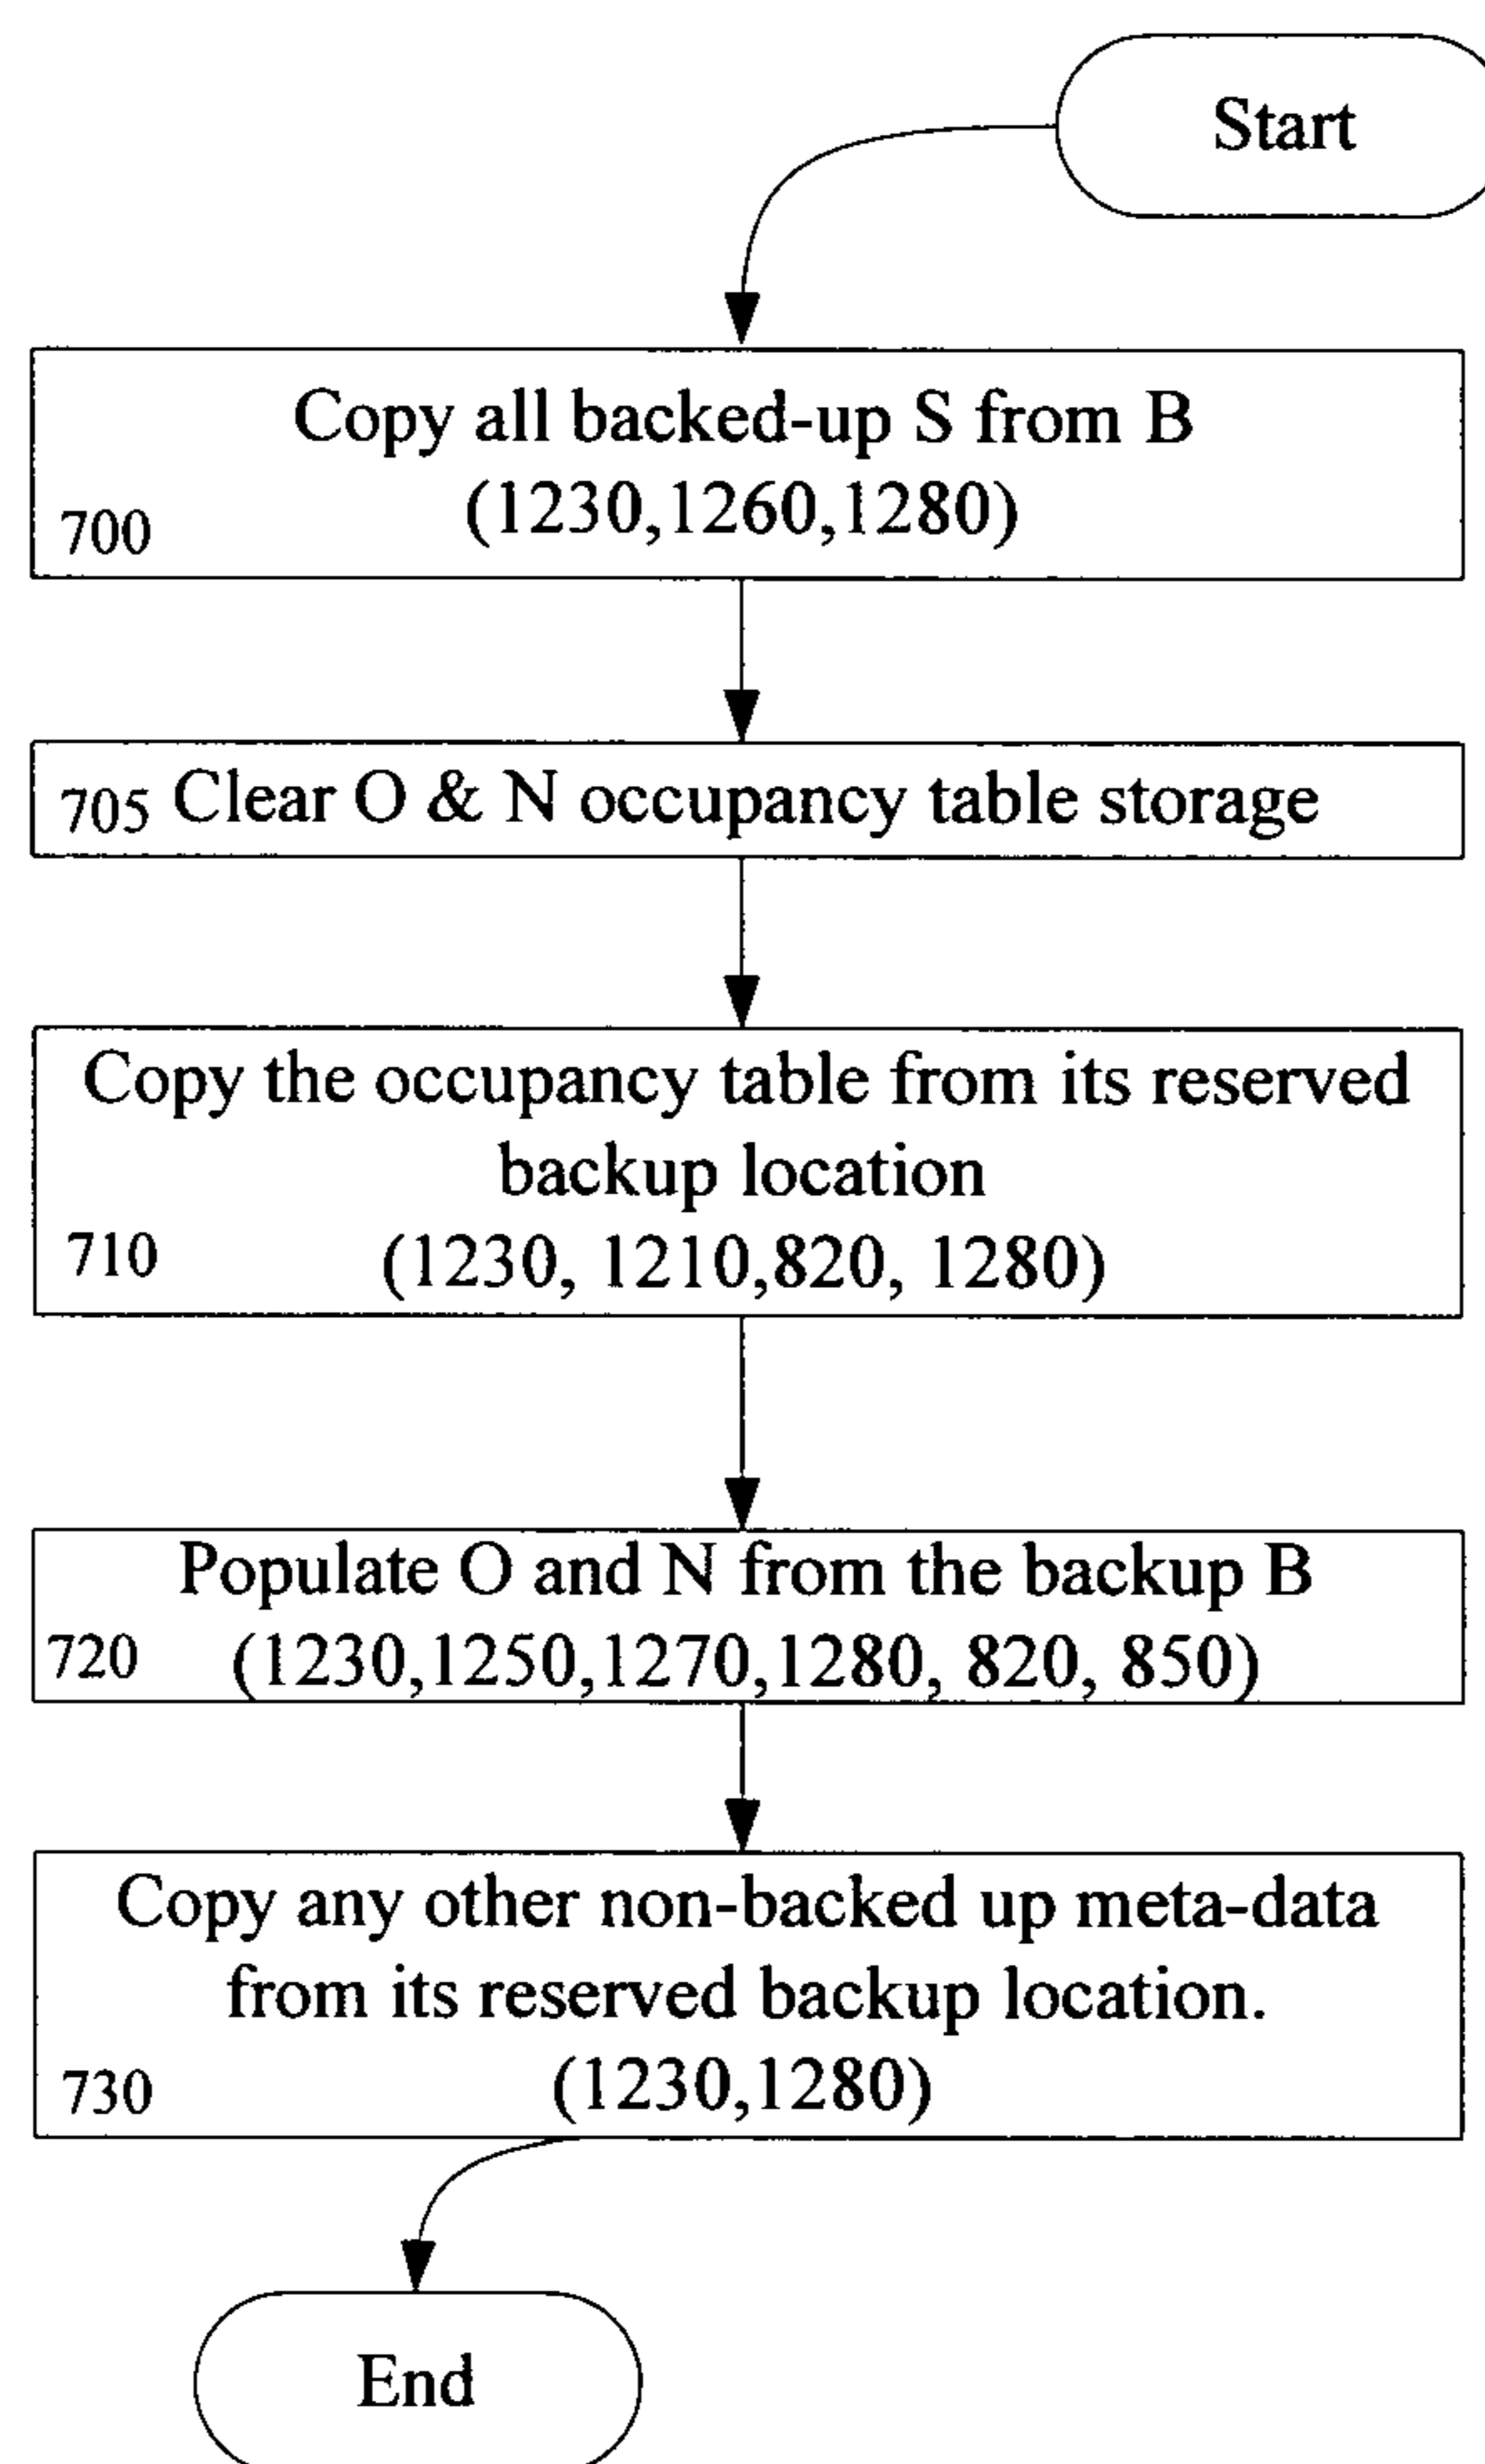 Start
Copy all backed-up S from B
(1230,1260,1280)
700
705 Clear O & N occupancy table storage
Copy the occupancy table from its reserved
backup location
(1230, 1210,820, 1280)
710
Populate O and N from the backup B
720 (1230,1250,1270,1280, 820, 850)
Copy any other non-backed up meta-data
from its reserved backup location.
(1230,1280)
730
End